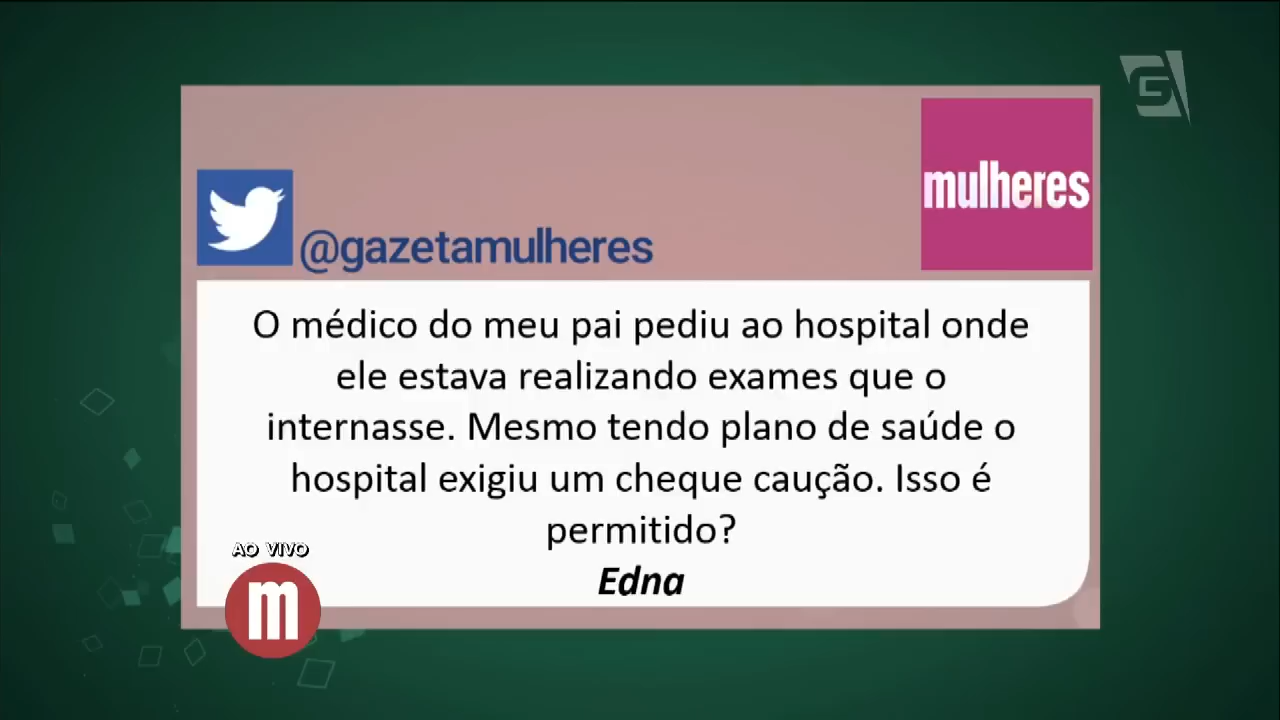 mulheres
@gazetamulheres
O médico do meu pai pediu ao hospital onde
ele estava realizando exames que o
internasse. Mesmo tendo plano de saúde o
hospital exigiu um cheque caução. Isso é
permitido?
Edna
AO VIVO
m
G